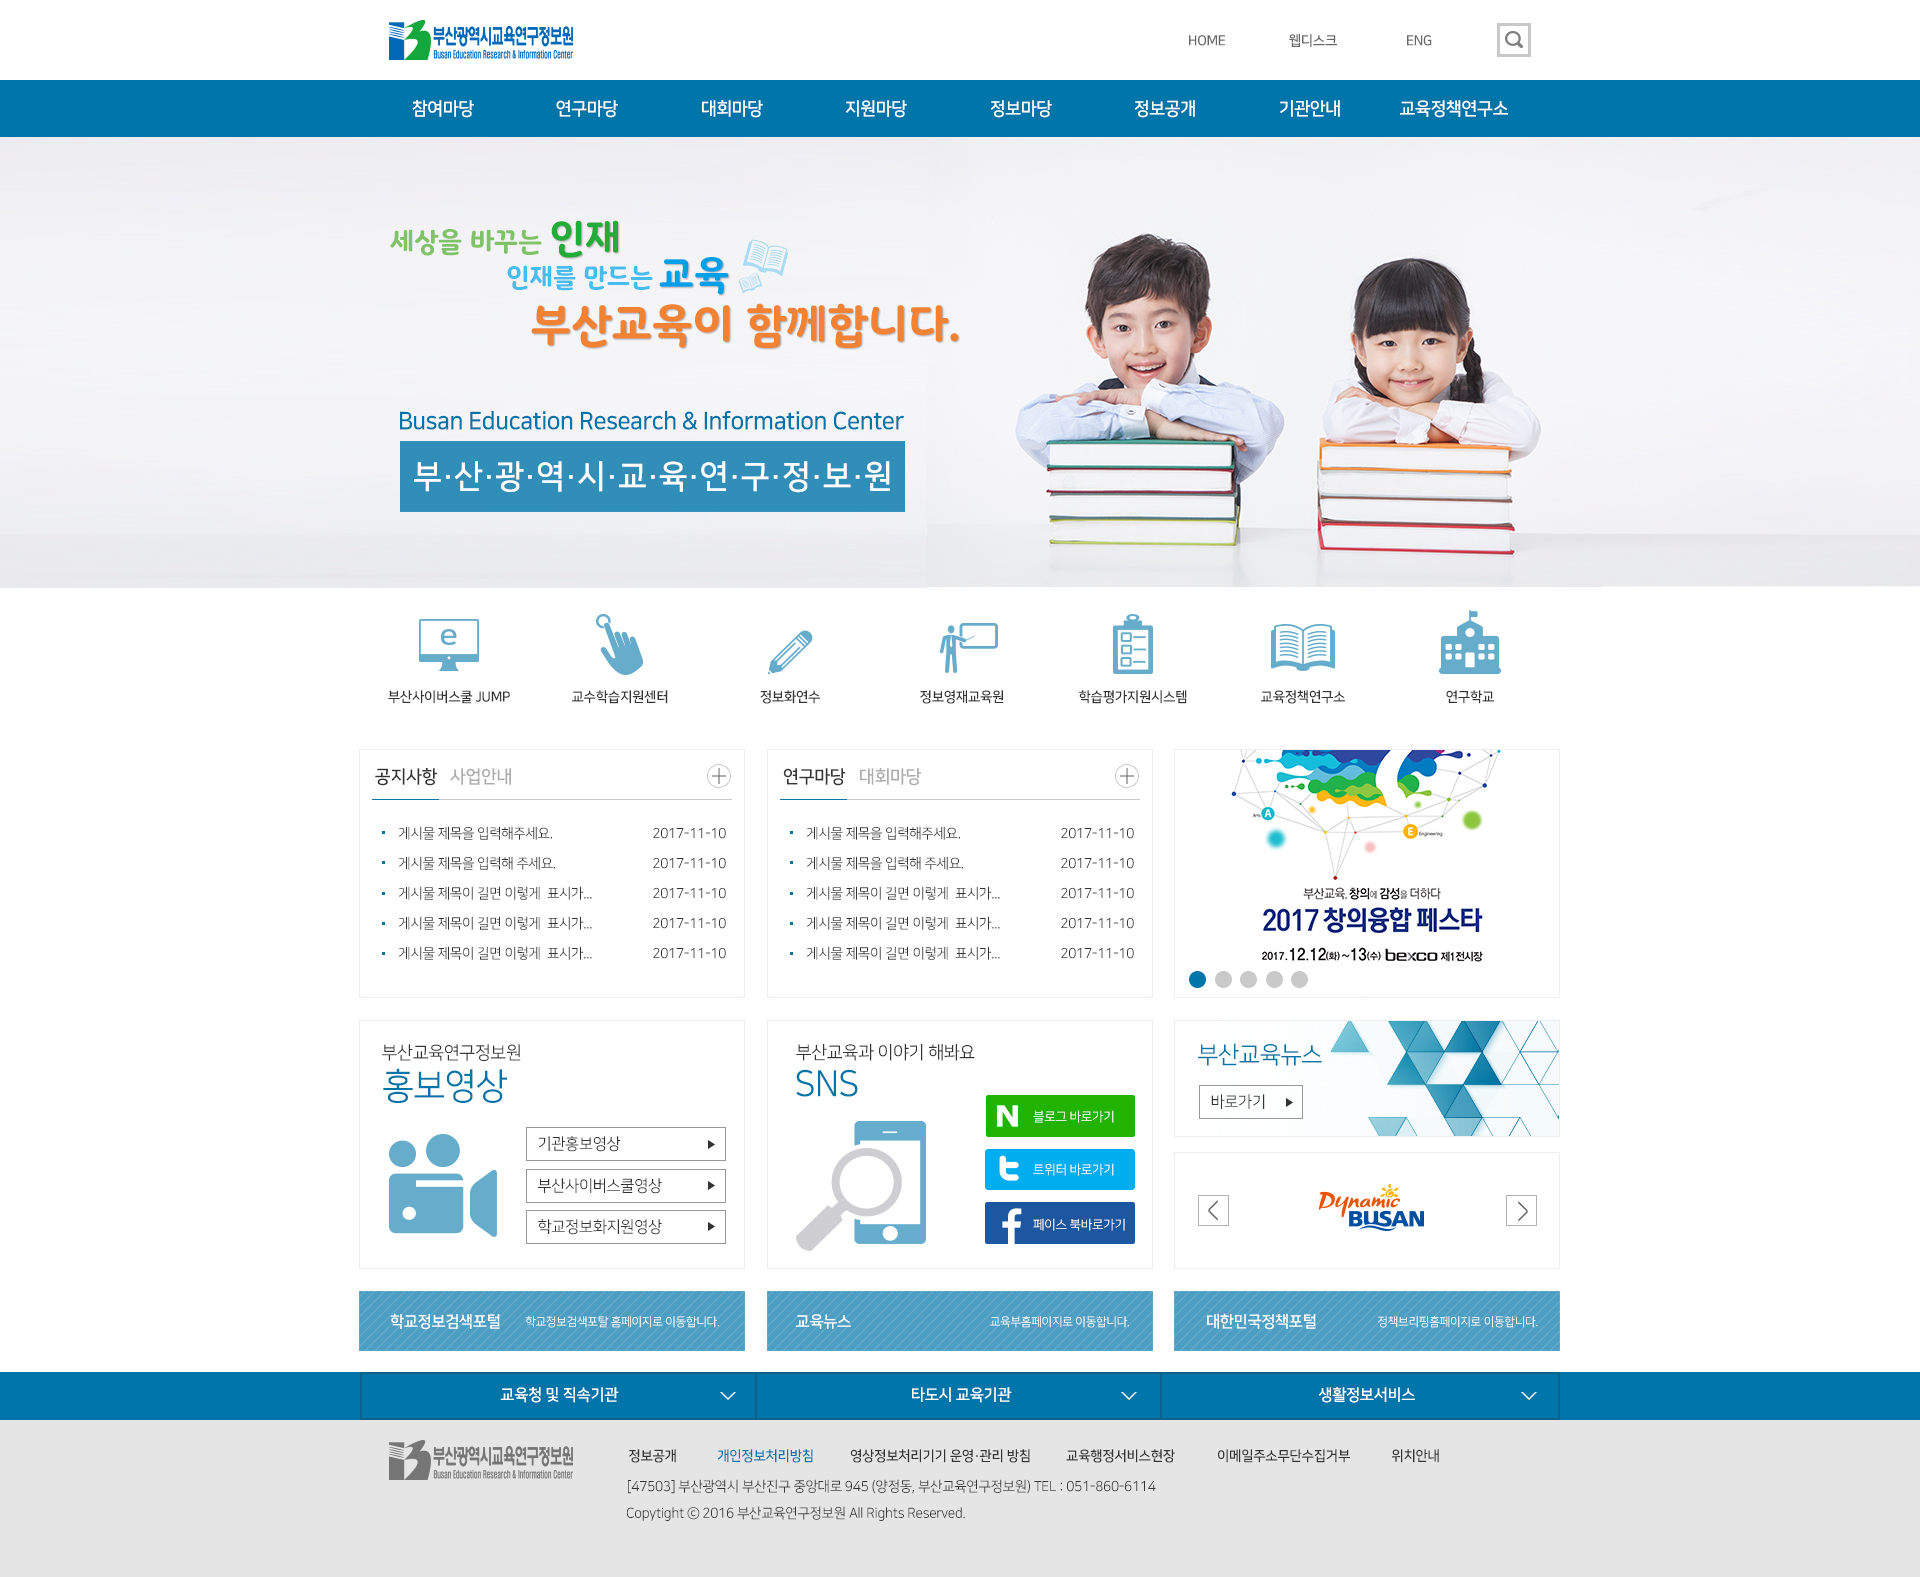 부산광역시교육연구정보원
Busan Education Research & Information Center
HOME 웹디스크 ENG
참여마당 연구마당 대회마당 지원마당 정보마당 정보공개 기관안내 교육정책연구소
세상을 바꾸는 인재
인재를 만드는 교육
부산교육이 함께합니다.
Busan Education Research & Information Center
부·산·광·역·시·교·육·연·구·정·보·원
e
부산사이버스쿨 JUMP 교수학습지원센터 정보화연수 정보영재교육원 학습평가지원시스템 교육정책연구소 연구학교
공지사항 사업안내
게시물 제목을 입력해주세요. 2017-11-10
게시물 제목을 입력해 주세요. 2017-11-10
게시물 제목이 길면 이렇게 표시가... 2017-11-10
게시물 제목이 길면 이렇게 표시가... 2017-11-10
게시물 제목이 길면 이렇게 표시가... 2017-11-10
연구마당 대회마당
게시물 제목을 입력해주세요. 2017-11-10
게시물 제목을 입력해 주세요. 2017-11-10
게시물 제목이 길면 이렇게 표시가... 2017-11-10
게시물 제목이 길면 이렇게 표시가... 2017-11-10
게시물 제목이 길면 이렇게 표시가... 2017-11-10
Arts A
E Engineering
부산교육, 창의에 감성을 더하다
2017 창의융합 페스타
2017. 12.12(화)~13(수) bexco 제1전시장
부산교육연구정보원
홍보영상
기관홍보영상
부산사이버스쿨영상
학교정보화지원영상
부산교육과 이야기 해봐요
SNS
N 블로그 바로가기
t 트위터 바로가기
f 페이스 북바로가기
부산교육뉴스
바로가기
Dynamic
BUSAN
학교정보검색포털 학교정보검색포탈 홈페이지로 이동합니다.
교육뉴스 교육부홈페이지로 이동합니다.
대한민국정책포털 정책브리핑홈페이지로 이동합니다.
교육청 및 직속기관 타도시 교육기관 생활정보서비스
부산광역시교육연구정보원
Busan Education Research & Information Center
정보공개 개인정보처리방침 영상정보처리기기 운영·관리 방침 교육행정서비스현장 이메일주소무단수집거부 위치안내
[47503] 부산광역시 부산진구 중앙대로 945 (양정동, 부산교육연구정보원) TEL : 051-860-6114
Copytight ⓒ 2016 부산교육연구정보원 All Rights Reserved.